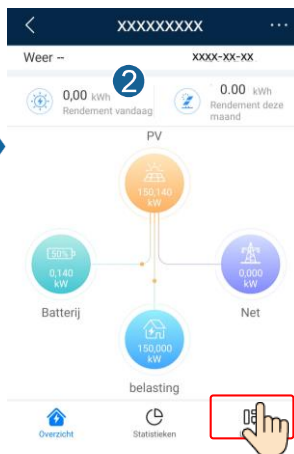 XXXXXXXXX ...
Weer -- XXXX-XX-XX
2
0,00 kWh
Rendement vandaag
0.00 kWh
Rendement deze
maand
PV
150,140
kW
50%
0,140
kW
0,000
kW
Batterij
Net
150,000
kW
belasting
Overzicht
Statistieken